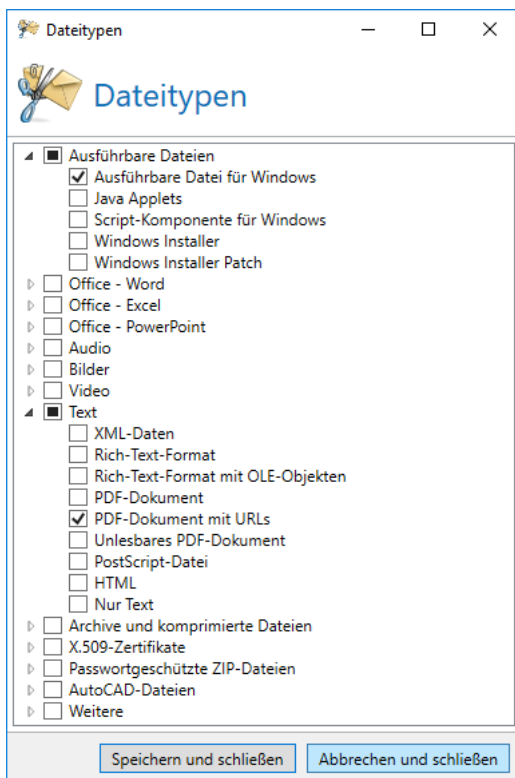 Dateitypen
Dateitypen
Ausführbare Dateien
Ausführbare Datei für Windows
Java Applets
Script-Komponente für Windows
Windows Installer
Windows Installer Patch
Office - Word
Office - Excel
Office - PowerPoint
Audio
Bilder
Video
Text
XML-Daten
Rich-Text-Format
Rich-Text-Format mit OLE-Objekten
PDF-Dokument
PDF-Dokument mit URLs
Unlesbares PDF-Dokument
PostScript-Datei
HTML
Nur Text
Archive und komprimierte Dateien
X.509-Zertifikate
Passwortgeschützte ZIP-Dateien
AutoCAD-Dateien
Weitere
Speichern und schließen Abbrechen und schließen